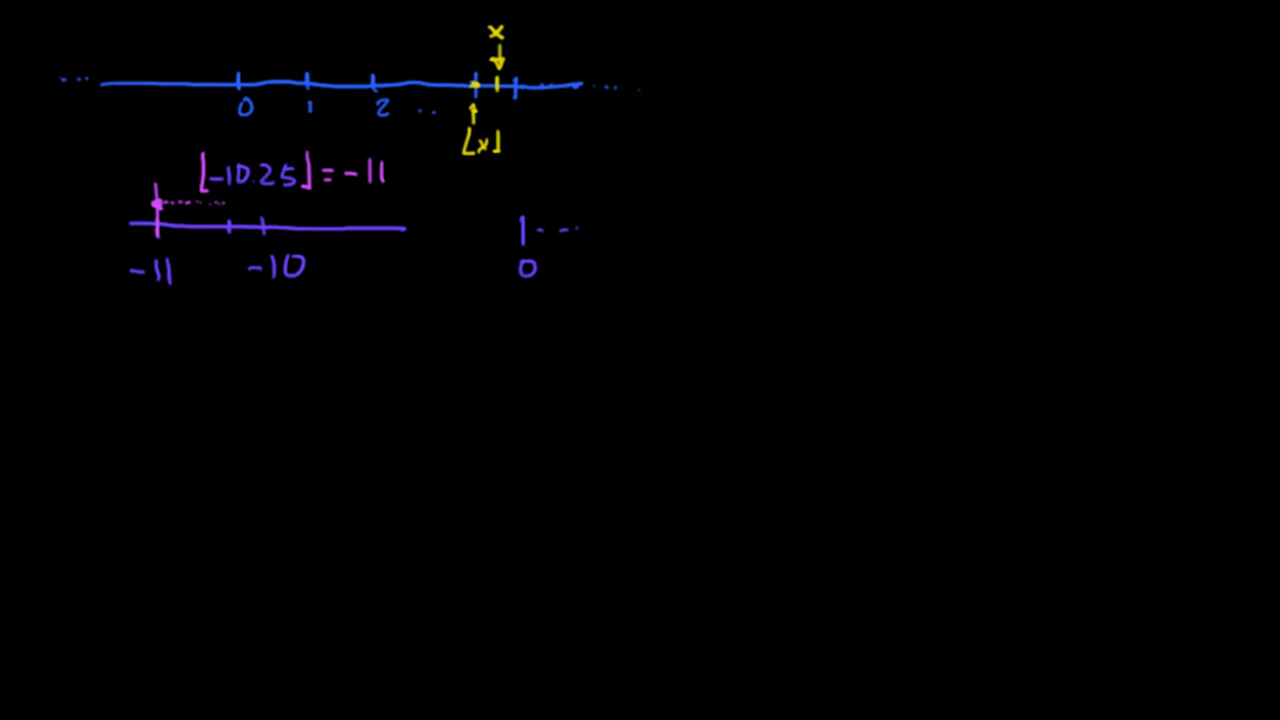 x
... 0 1 2 .. ....
⌊x⌋
⌊-10.25⌋ = -11
-11 -10 0